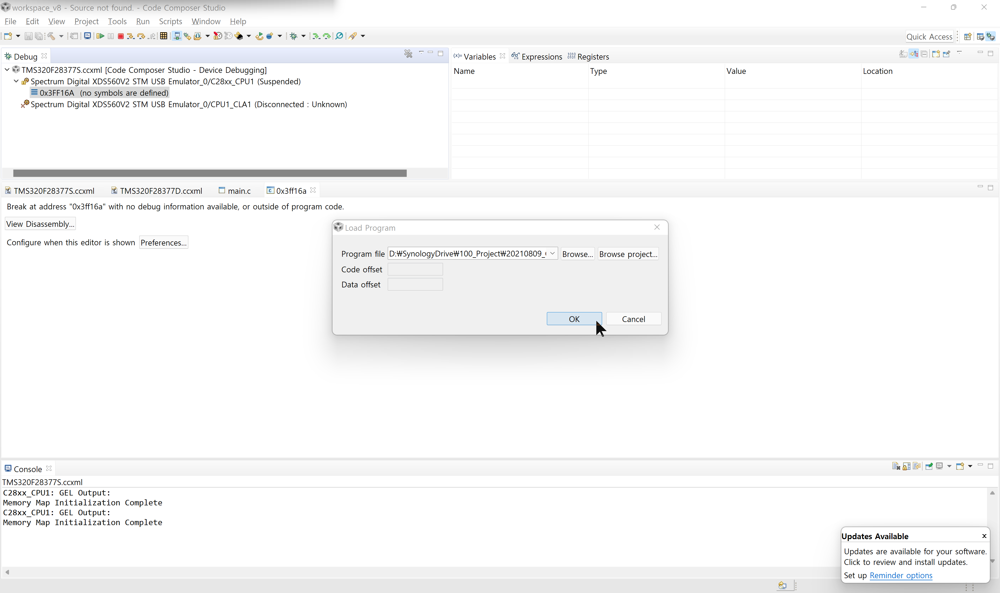 workspace_v8 - Source not found. - Code Composer Studio
File Edit View Project Tools Run Scripts Window Help
Quick Access
Debug
TMS320F28377S.ccxml [Code Composer Studio - Device Debugging]
Spectrum Digital XDS560V2 STM USB Emulator_0/C28xx_CPU1 (Suspended)
0x3FF16A (no symbols are defined)
Spectrum Digital XDS560V2 STM USB Emulator_0/CPU1_CLA1 (Disconnected : Unknown)
(x)= Variables Expressions 1010 0101 Registers
Name Type Value Location
TMS320F28377S.ccxml TMS320F28377D.ccxml main.c 0x3ff16a
Break at address "0x3ff16a" with no debug information available, or outside of program code.
View Disassembly...
Configure when this editor is shown Preferences...
Load Program
Program file D:₩SynologyDrive₩100_Project₩20210809_ Browse... Browse project...
Code offset
Data offset
OK Cancel
Console
TMS320F28377S.ccxml
C28xx_CPU1: GEL Output:
Memory Map Initialization Complete
C28xx_CPU1: GEL Output:
Memory Map Initialization Complete
Updates Available x
Updates are available for your software.
Click to review and install updates.
Set up Reminder options